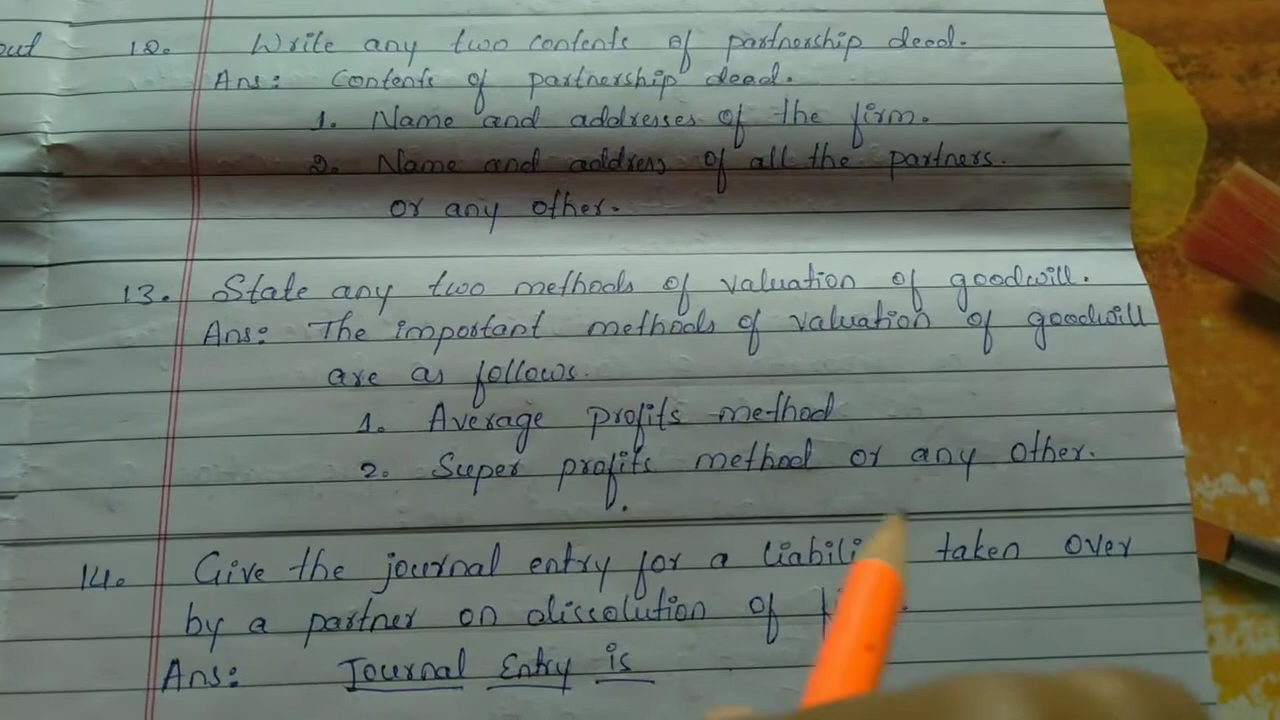 out
12. Write any two contents of partnership deed.
Ans: Contents of partnership deed.
1. Name and addresses of the firm.
2. Name and address of all the partners.
or any other.
13. State any two methods of valuation of goodwill.
Ans: The important methods of valuation of goodwill
are as follows.
1. Average profits method
2. Super profits method or any other.
14. Give the journal entry for a liabili taken over
by a partner on dissolution of
Ans: Journal Entry is